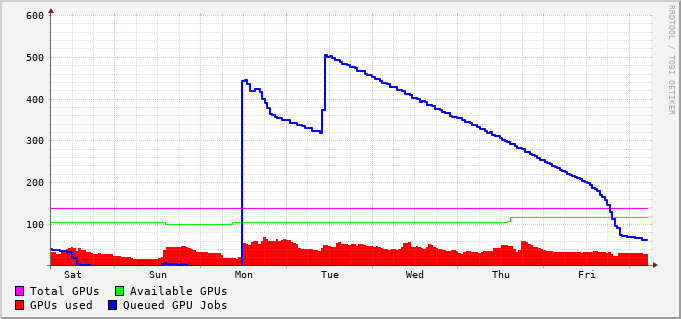 600
500
400
300
200
100
Sat Sun Mon Tue Wed Thu Fri
Total GPUs Available GPUs
GPUs used Queued GPU Jobs
RRDTOOL / TOBI OETIKER